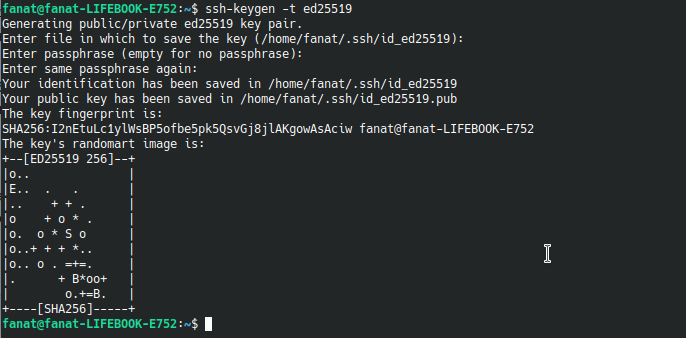 fanat@fanat-LIFEBOOK-E752:~$ ssh-keygen -t ed25519
Generating public/private ed25519 key pair.
Enter file in which to save the key (/home/fanat/.ssh/id_ed25519):
Enter passphrase (empty for no passphrase):
Enter same passphrase again:
Your identification has been saved in /home/fanat/.ssh/id_ed25519
Your public key has been saved in /home/fanat/.ssh/id_ed25519.pub
The key fingerprint is:
SHA256:I2nEtuLc1ylWsBP5ofbe5pk5QsvGj8jlAKgowAsAciw fanat@fanat-LIFEBOOK-E752
The key's randomart image is:
+--[ED25519 256]--+
|o..              |
|E..  .   .       |
|..    + + .      |
|o    + o * .     |
|o.  o * S o      |
|o..+ + + *..     |
|o.. o . =+=.     |
|.      + B*oo+   |
|        o.+=B.   |
+----[SHA256]-----+
fanat@fanat-LIFEBOOK-E752:~$